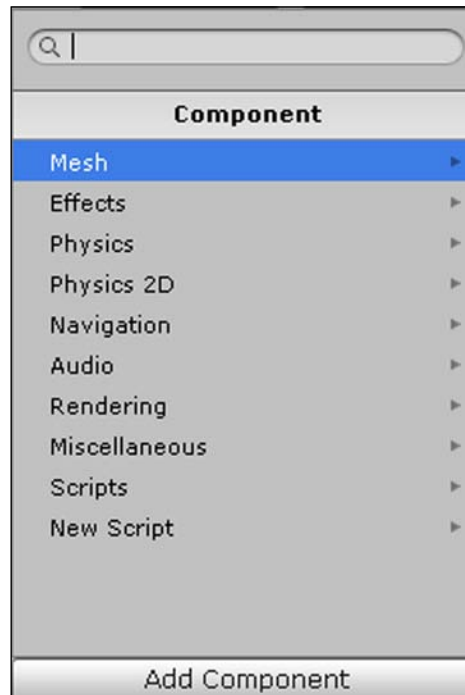 Component
Mesh
Effects
Physics
Physics 2D
Navigation
Audio
Rendering
Miscellaneous
Scripts
New Script
Add Component